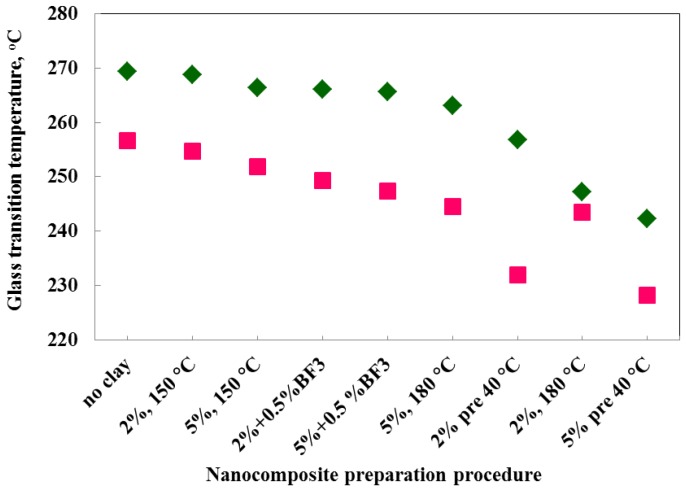 Glass transition temperature, °C
280
270
260
250
240
230
220
no clay
2%, 150 °C
5%, 150 °C
2%+0.5%BF3
5%+0.5 %BF3
5%, 180 °C
2% pre 40 °C
2%, 180 °C
5% pre 40 °C
Nanocomposite preparation procedure